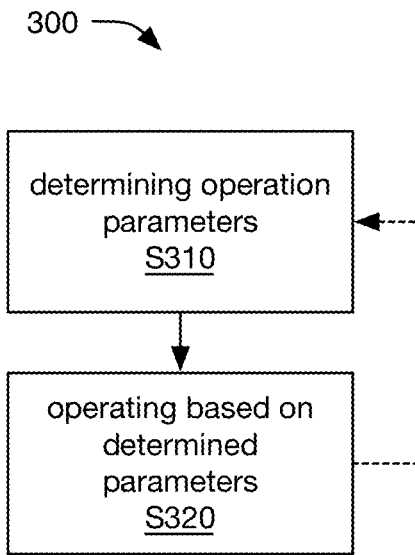 300
determining operation
parameters
S310
operating based on
determined
parameters
S320